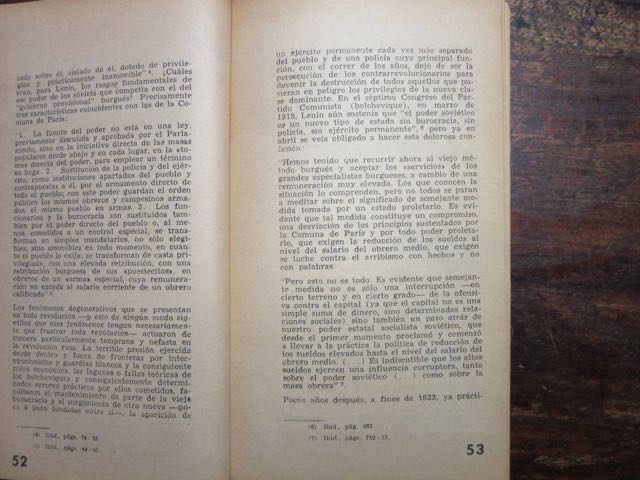 zado sobre él, aislado de él, dotado de privile-
gios y prácticamente inamovible" ⁴. ¿Cuáles
eran, para Lenin, los rasgos fundamentales de
ese poder de los soviets que competía con el del
"gobierno provisional" burgués? Precisamente
tres características coincidentes con las de la Co-
muna de París:
"1. La fuente del poder no está en una ley,
previamente discutida y aprobada por el Parla-
mento, sino en la iniciativa directa de las masas
populares desde abajo y en cada lugar, en la «to-
ma» directa del poder, para emplear un término
en boga. 2. Sustitución de la policía y del ejér-
cito, como instituciones apartadas del pueblo y
contrapuestas a él, por el armamento directo de
todo el pueblo; con este poder guardan el orden
público los mismos obreros y campesinos arma-
dos, el mismo pueblo en armas. 3. Los fun-
cionarios y la burocracia son sustituidos tam-
bién por el poder directo del pueblo o, al me-
nos, sometidos a un control especial, se trans-
forman en simples mandatarios, no sólo elegi-
bles, sino amovibles en todo momento, en cuan-
to el pueblo lo exija; se transforman de casta pri-
vilegiada, con una elevada retribución, con una
retribución burguesa de sus «puestecitos», en
obreros de un «arma» especial, cuya remunera-
ción no exceda al salario corriente de un obrero
calificado" ⁵.
Los fenómenos degenerativos que se presentan
en toda revolución —y esto de ningún modo sig-
nifica que esos fenómenos tengan necesariamen-
te que frustrar toda revolución— actuaron de
manera particularmente temprana y nefasta en
la revolución rusa. La terrible presión ejercida
desde dentro y fuera de fronteras por inter-
vencionistas y guardias blancos y la consiguiente
ruina económica, las lagunas o fallas teóricas de
los bolcheviques y consiguientemente determi-
nados errores prácticos por ellos cometidos, fa-
cilitaron el mantenimiento de parte de la vieja
burocracia y el surgimiento de otra nueva —po-
co a poco fundidas entre sí—, la aparición de
(4) Ibid., págs. 14-78.
(5) Ibid., págs. 44-45.
52
un ejército permanente cada vez más separado
del pueblo y de una policía cuya principal fun-
ción, con el correr de los años, dejó de ser la
persecución de los contrarrevolucionarios para
devenir la destrucción de todos aquellos que pu-
sieran en peligro los privilegios de la nueva cla-
se dominante. En el séptimo Congreso del Par-
tido Comunista (bolchevique), en marzo de
1918, Lenin aún sostenía que "el poder soviético
es un nuevo tipo de estado sin burocracia, sin
policía, sin ejército permanente", ⁶ pero ya en
abril se veía obligado a hacer esta dolorosa con-
fesión:
"Hemos tenido que recurrir ahora al viejo mé-
todo burgués y aceptar los «servicios» de los
grandes especialistas burgueses, a cambio de una
remuneración muy elevada. Los que conocen la
situación lo comprenden, pero no todos se paran
a meditar sobre el significado de semejante me-
dida tomada por un estado proletario. Es evi-
dente que tal medida constituye un compromiso,
una desviación de los principios sustentados por
la Comuna de París y por todo poder proleta-
rio, que exigen la reducción de los sueldos al
nivel del salario del obrero medio, que exigen
se luche contra el arribismo con hechos y no
con palabras.
"Pero esto no es todo. Es evidente que semejan-
te medida no es sólo una interrupción —en
cierto terreno y en cierto grado— de la ofensi-
va contra el capital (ya que el capital no es una
simple suma de dinero, sino determinadas rela-
ciones sociales) sino también un paso atrás de
nuestro poder estatal socialista soviético, que
desde el primer momento proclamó y comenzó
a llevar a la práctica la política de reducción de
los sueldos elevados hasta el nivel del salario del
obrero medio. (...) Es indiscutible que los altos
sueldos ejercen una influencia corruptora, tanto
sobre el poder soviético (...) como sobre la
masa obrera" ⁷.
Pocos años después, a fines de 1922, ya prácti-
(6) Ibid., pág. 663.
(7) Ibid., págs. 712-13.
53